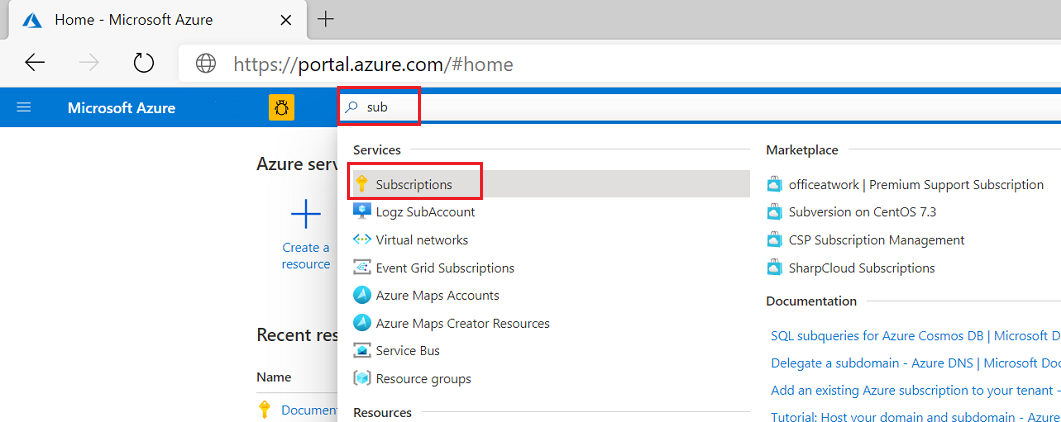 Home - Microsoft Azure
https://portal.azure.com/#home
Microsoft Azure
sub
Azure serv
Create a
resource
Recent res
Name
Document
Services
Subscriptions
Logz SubAccount
Virtual networks
Event Grid Subscriptions
Azure Maps Accounts
Azure Maps Creator Resources
Service Bus
Resource groups
Resources
Marketplace
officeatwork | Premium Support Subscription
Subversion on CentOS 7.3
CSP Subscription Management
SharpCloud Subscriptions
Documentation
SQL subqueries for Azure Cosmos DB | Microsoft D
Delegate a subdomain - Azure DNS | Microsoft Doc
Add an existing Azure subscription to your tenant -
Tutorial: Host your domain and subdomain - Azure